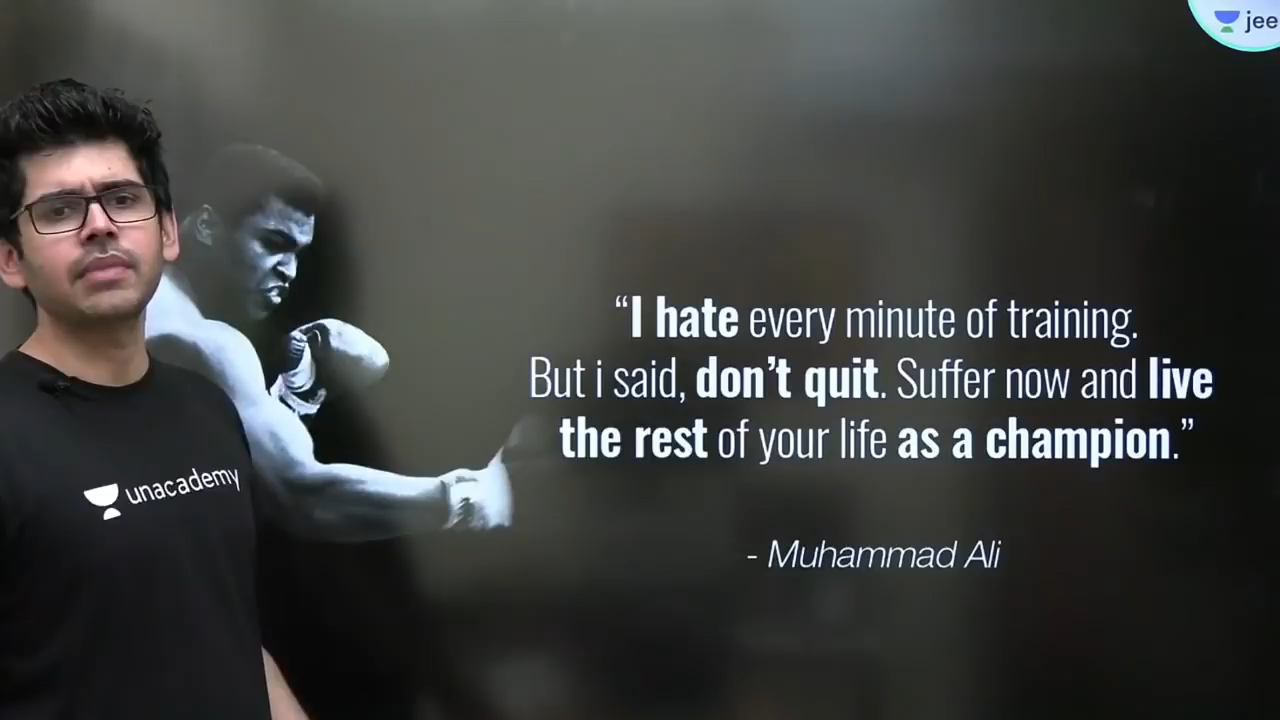 jee
“I hate every minute of training.
But i said, don’t quit. Suffer now and live
the rest of your life as a champion.”
- Muhammad Ali
unacademy